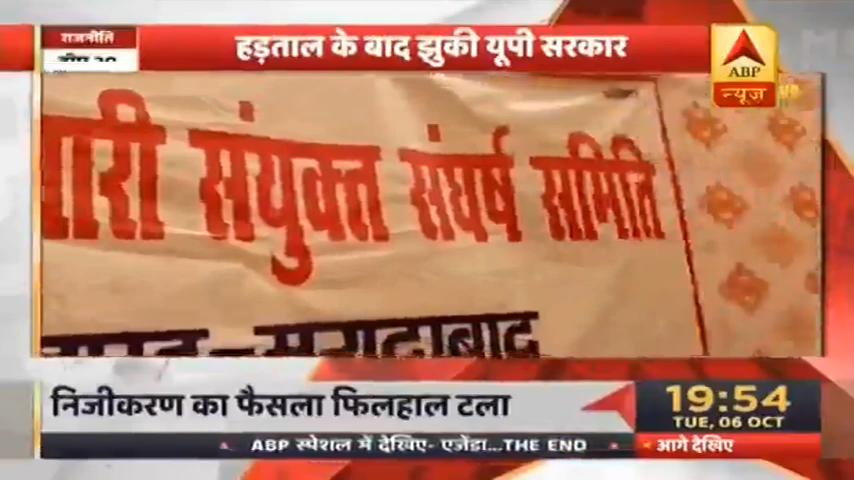 राजनीति
हड़ताल के बाद झुकी यूपी सरकार
ABP
न्यूज़
HD
संयुक्त संघर्ष समिति
निजीकरण का फैसला फिलहाल टला
19:54
TUE, 06 OCT
ABP स्पेशल में देखिए- एजेंडा...THE END
आगे देखिए